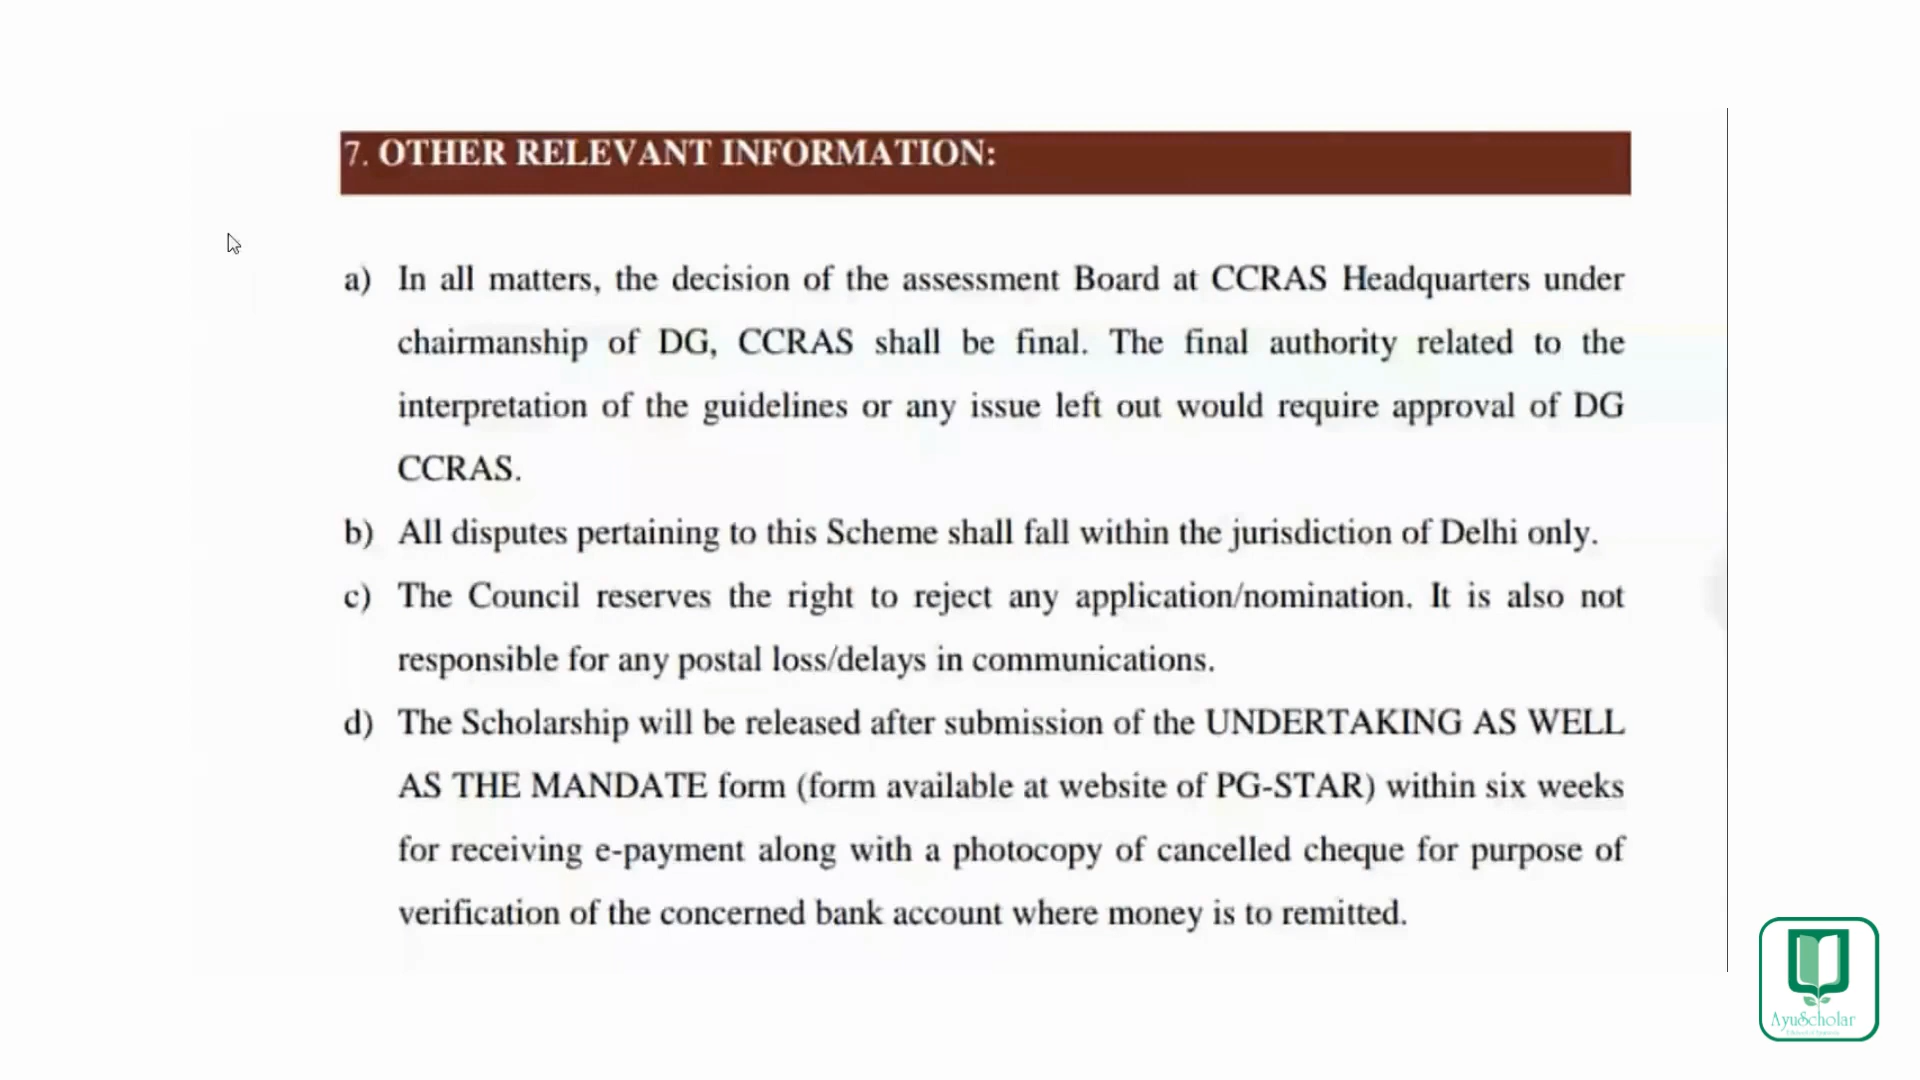 7. OTHER RELEVANT INFORMATION:
a) In all matters, the decision of the assessment Board at CCRAS Headquarters under
chairmanship of DG, CCRAS shall be final. The final authority related to the
interpretation of the guidelines or any issue left out would require approval of DG
CCRAS.
b) All disputes pertaining to this Scheme shall fall within the jurisdiction of Delhi only.
c) The Council reserves the right to reject any application/nomination. It is also not
responsible for any postal loss/delays in communications.
d) The Scholarship will be released after submission of the UNDERTAKING AS WELL
AS THE MANDATE form (form available at website of PG-STAR) within six weeks
for receiving e-payment along with a photocopy of cancelled cheque for purpose of
verification of the concerned bank account where money is to remitted.
AyuScholar